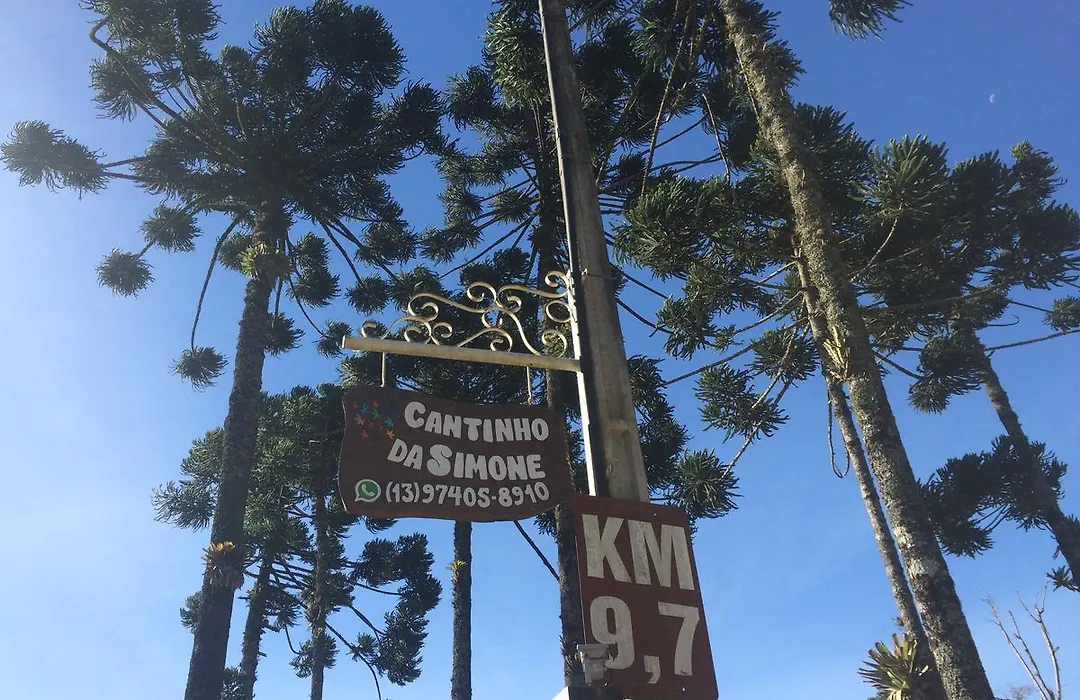 CANTINHO
DA SIMONE
(13)97405-8910
KM
9,7